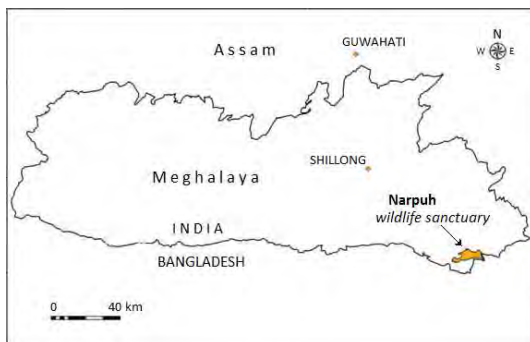 Assam
GUWAHATI
N
W E
S
SHILLONG
Meghalaya
Narpuh
wildlife sanctuary
INDIA
BANGLADESH
0 40 km